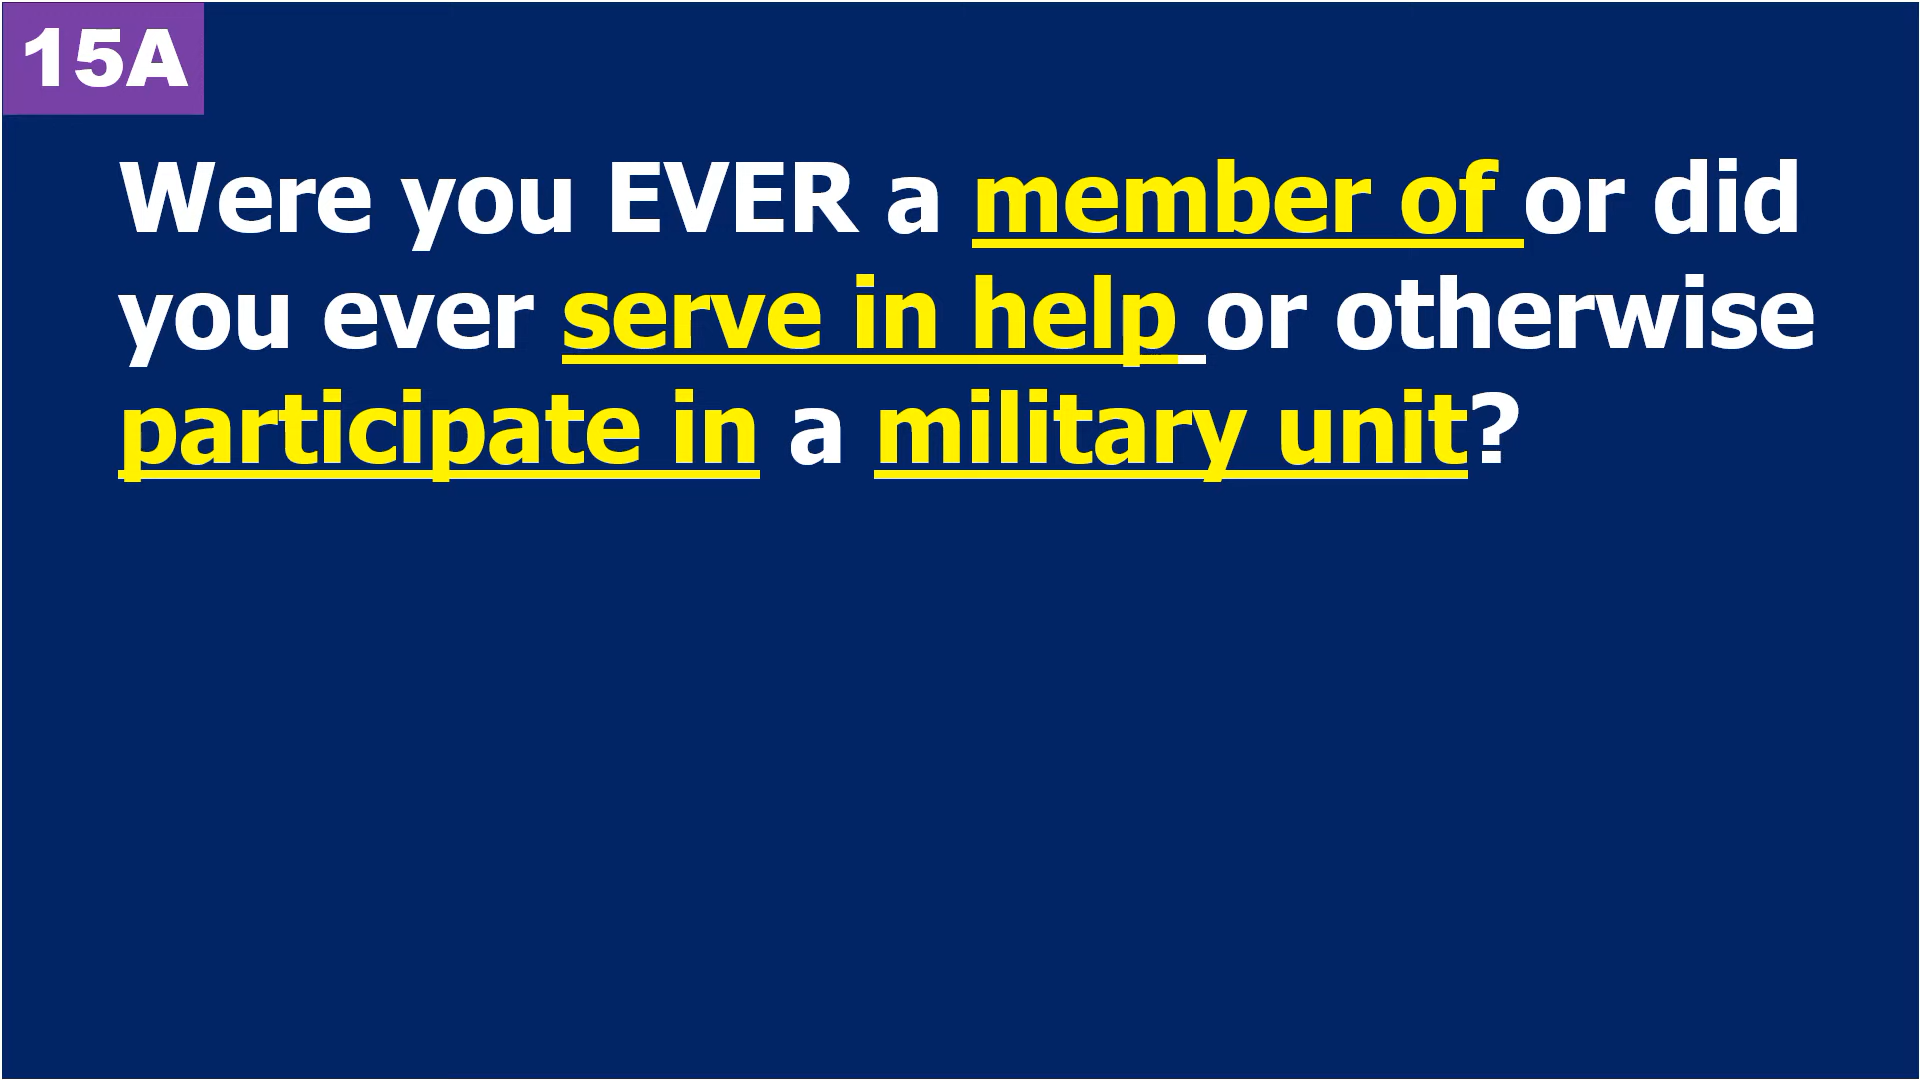 15A
Were you EVER a member of or did
you ever serve in help or otherwise
participate in a military unit?